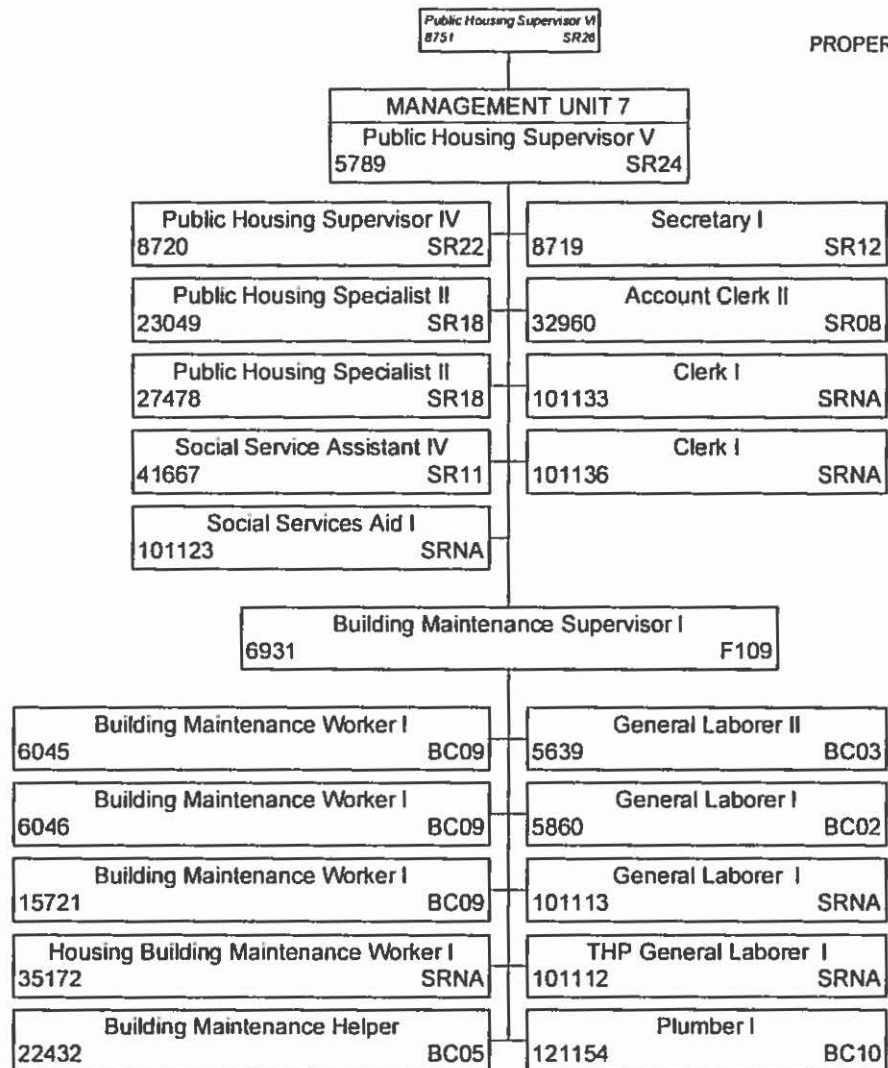 Public Housing Supervisor VI
8751 SR26
PROPER
MANAGEMENT UNIT 7
Public Housing Supervisor V
5789 SR24
Public Housing Supervisor IV
8720 SR22
Secretary I
8719 SR12
Public Housing Specialist II
23049 SR18
Account Clerk II
32960 SR08
Public Housing Specialist II
27478 SR18
Clerk I
101133 SRNA
Social Service Assistant IV
41667 SR11
Clerk I
101136 SRNA
Social Services Aid I
101123 SRNA
Building Maintenance Supervisor I
6931 F109
Building Maintenance Worker I
6045 BC09
General Laborer II
5639 BC03
Building Maintenance Worker I
6046 BC09
General Laborer I
5860 BC02
Building Maintenance Worker I
15721 BC09
General Laborer I
101113 SRNA
Housing Building Maintenance Worker I
35172 SRNA
THP General Laborer I
101112 SRNA
Building Maintenance Helper
22432 BC05
Plumber I
121154 BC10